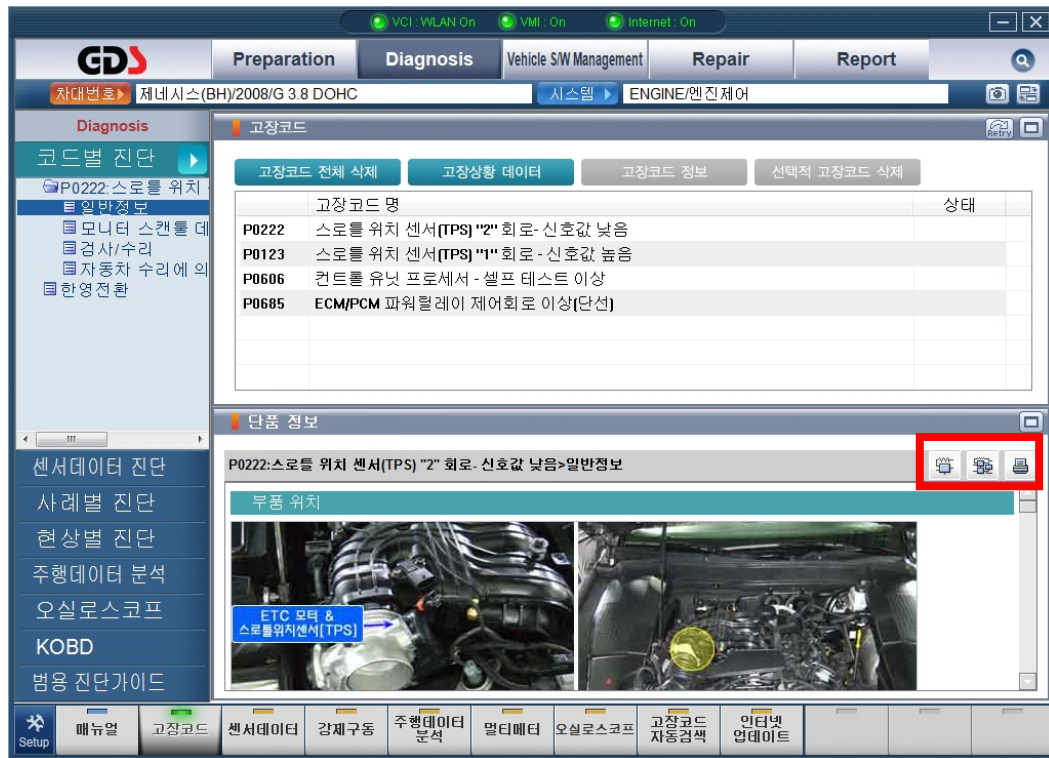 VCI : WLAN On VMI : On Internet : On
GDS Preparation Diagnosis Vehicle S/W Management Repair Report
차대번호 제네시스(BH)/2008/G 3.8 DOHC 시스템 ENGINE/엔진제어
Diagnosis
코드별 진단
P0222:스로틀 위치
일반정보
모니터 스캔툴 데
검사/수리
자동차 수리에 의
한영전환
고장코드
Retry
고장코드 전체 삭제 고장상황 데이터 고장코드 정보 선택적 고장코드 삭제
고장코드 명 상태
P0222 스로틀 위치 센서(TPS) "2" 회로- 신호값 낮음
P0123 스로틀 위치 센서(TPS) "1" 회로 - 신호값 높음
P0606 컨트롤 유닛 프로세서 - 셀프 테스트 이상
P0685 ECM/PCM 파워릴레이 제어회로 이상(단선)
단품 정보
P0222:스로틀 위치 센서(TPS) "2" 회로- 신호값 낮음>일반정보
부품 위치
ETC 모터 &
스로틀위치센서[TPS]
센서데이터 진단
사례별 진단
현상별 진단
주행데이터 분석
오실로스코프
KOBD
범용 진단가이드
Setup 매뉴얼 고장코드 센서데이터 강제구동 주행데이터 분석 멀티메터 오실로스코프 고장코드 자동검색 인터넷 업데이트